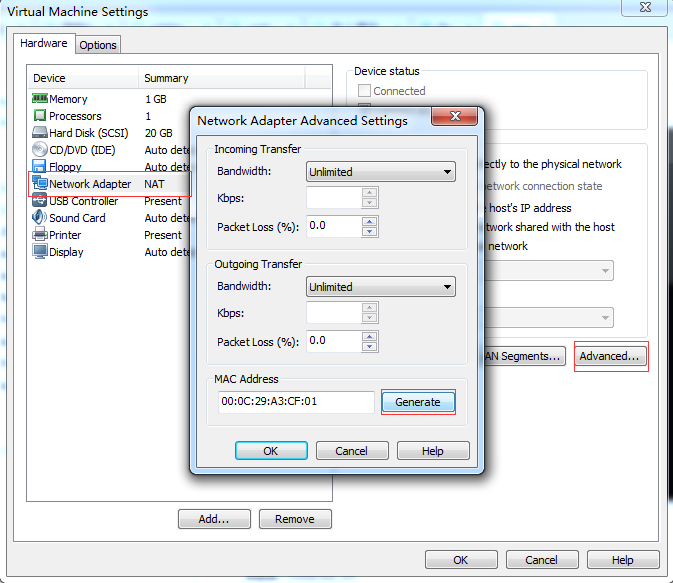 Virtual Machine Settings
Hardware
Options
Device Summary
Memory 1 GB
Processors 1
Hard Disk (SCSI) 20 GB
CD/DVD (IDE) Auto dete
Floppy Auto dete
Network Adapter NAT
USB Controller Present
Sound Card Auto dete
Printer Present
Display Auto dete
Add...
Remove
Device status
Connected
ectly to the physical network
network connection state
host's IP address
twork shared with the host
network
AN Segments...
Advanced...
Network Adapter Advanced Settings
Incoming Transfer
Bandwidth: Unlimited
Kbps:
Packet Loss (%): 0.0
Outgoing Transfer
Bandwidth: Unlimited
Kbps:
Packet Loss (%): 0.0
MAC Address
00:0C:29:A3:CF:01
Generate
OK
Cancel
Help
OK
Cancel
Help